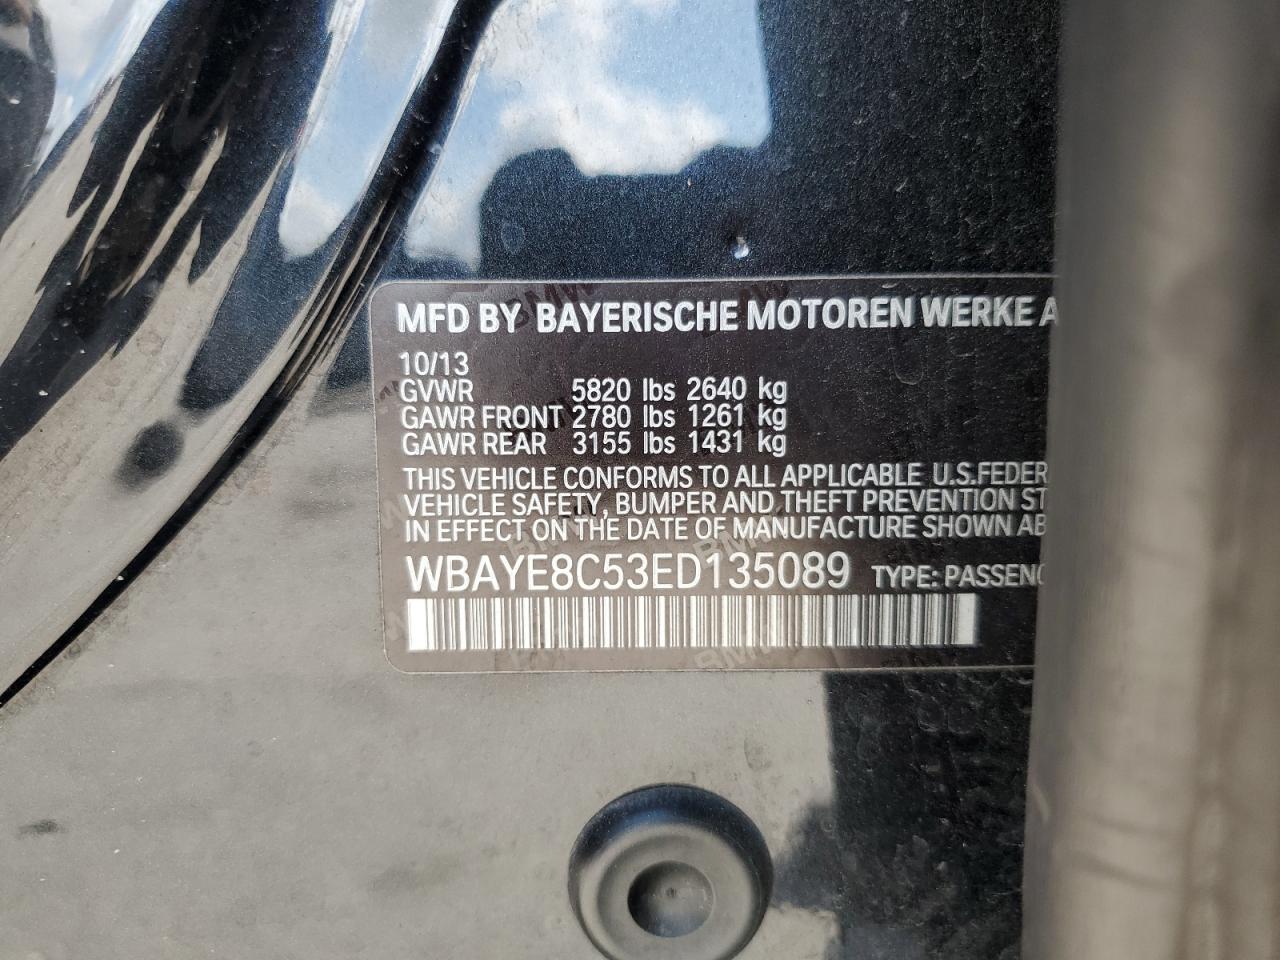 MFD BY BAYERISCHE MOTOREN WERKE A
10/13
GVWR 5820 lbs 2640 kg
GAWR FRONT 2780 lbs 1261 kg
GAWR REAR 3155 lbs 1431 kg
THIS VEHICLE CONFORMS TO ALL APPLICABLE U.S.FEDER
VEHICLE SAFETY, BUMPER AND THEFT PREVENTION ST
IN EFFECT ON THE DATE OF MANUFACTURE SHOWN AB
WBAYE8C53ED135089 TYPE: PASSENG